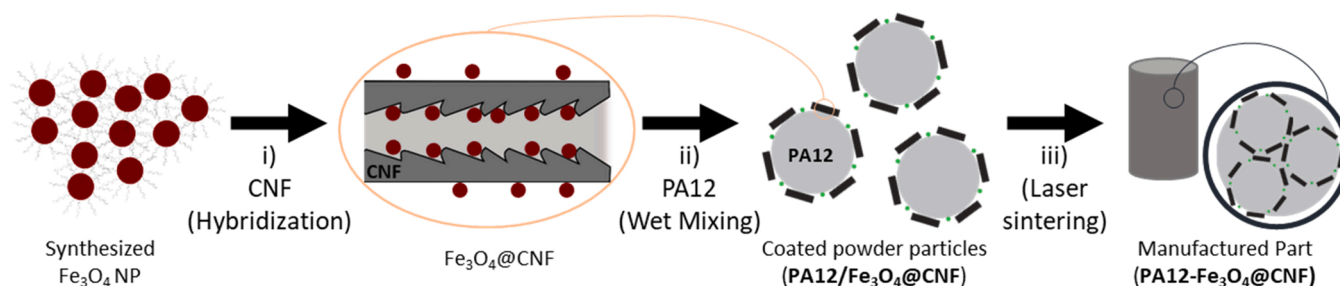 Synthesized
Fe₃O₄ NP
i)
CNF
(Hybridization)
CNF
Fe₃O₄@CNF
ii)
PA12
(Wet Mixing)
PA12
Coated powder particles
(PA12/Fe₃O₄@CNF)
iii)
(Laser
sintering)
Manufactured Part
(PA12-Fe₃O₄@CNF)